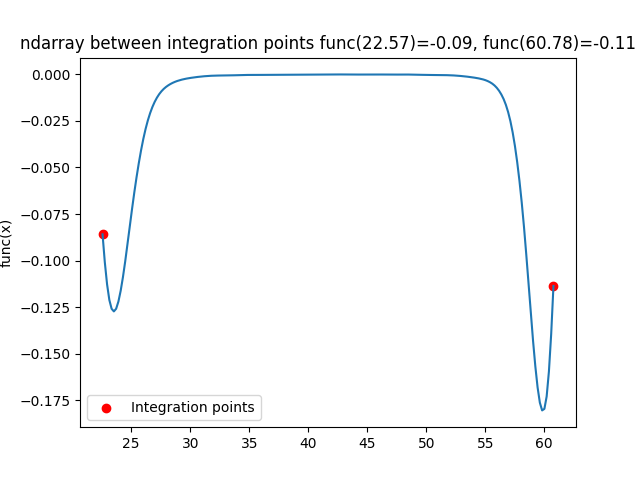 ndarray between integration points func(22.57)=-0.09, func(60.78)=-0.11
0.000
−0.025
−0.050
−0.075
−0.100
−0.125
−0.150
−0.175
func(x)
Integration points
25 30 35 40 45 50 55 60